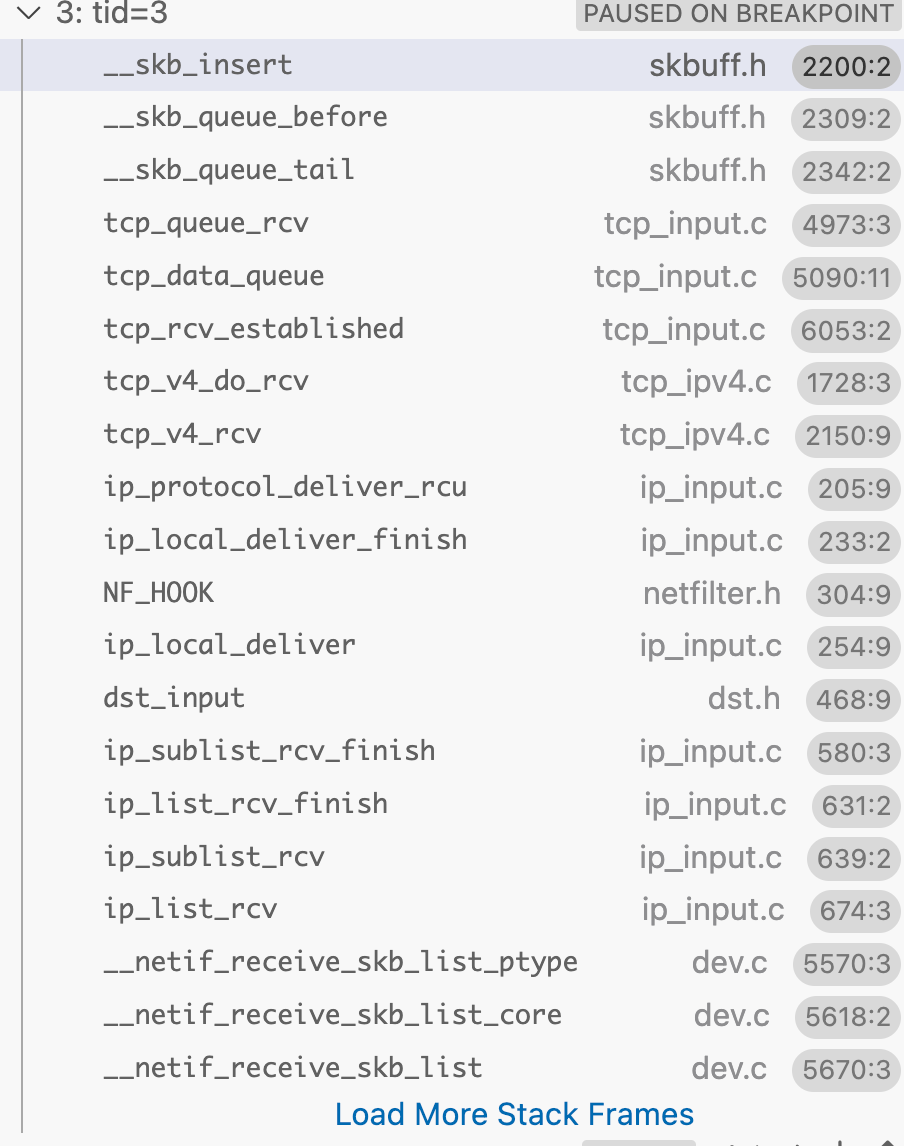 3: tid=3 PAUSED ON BREAKPOINT
__skb_insert skbuff.h 2200:2
__skb_queue_before skbuff.h 2309:2
__skb_queue_tail skbuff.h 2342:2
tcp_queue_rcv tcp_input.c 4973:3
tcp_data_queue tcp_input.c 5090:11
tcp_rcv_established tcp_input.c 6053:2
tcp_v4_do_rcv tcp_ipv4.c 1728:3
tcp_v4_rcv tcp_ipv4.c 2150:9
ip_protocol_deliver_rcu ip_input.c 205:9
ip_local_deliver_finish ip_input.c 233:2
NF_HOOK netfilter.h 304:9
ip_local_deliver ip_input.c 254:9
dst_input dst.h 468:9
ip_sublist_rcv_finish ip_input.c 580:3
ip_list_rcv_finish ip_input.c 631:2
ip_sublist_rcv ip_input.c 639:2
ip_list_rcv ip_input.c 674:3
__netif_receive_skb_list_ptype dev.c 5570:3
__netif_receive_skb_list_core dev.c 5618:2
__netif_receive_skb_list dev.c 5670:3
Load More Stack Frames